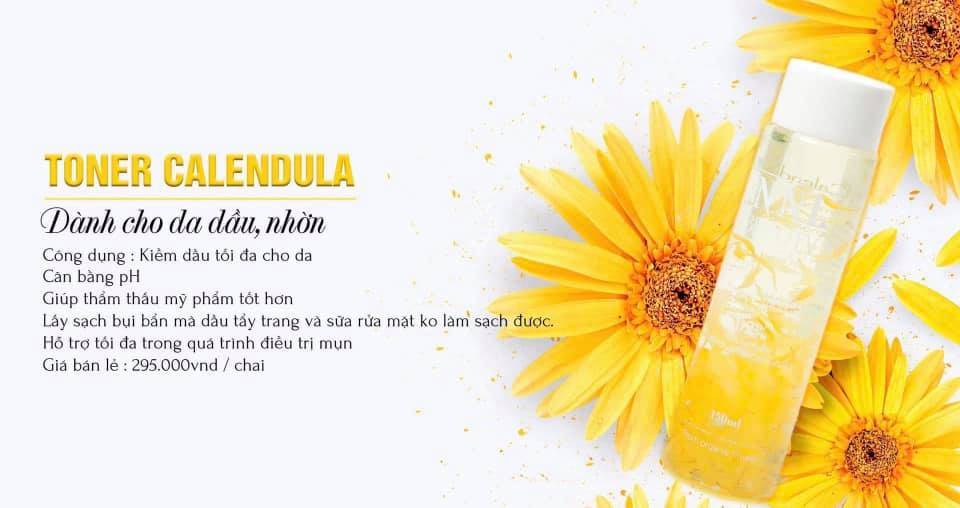 TONER CALENDULA
Dành cho da dầu, nhờn
Công dụng : Kiềm dầu tối đa cho da
Cân bằng pH
Giúp thẩm thấu mỹ phẩm tốt hơn
Lấy sạch bụi bẩn mà dầu tẩy trang và sữa rửa mặt ko làm sạch được.
Hỗ trợ tối đa trong quá trình điều trị mụn
Giá bán lẻ : 295.000vnd / chai
150ml